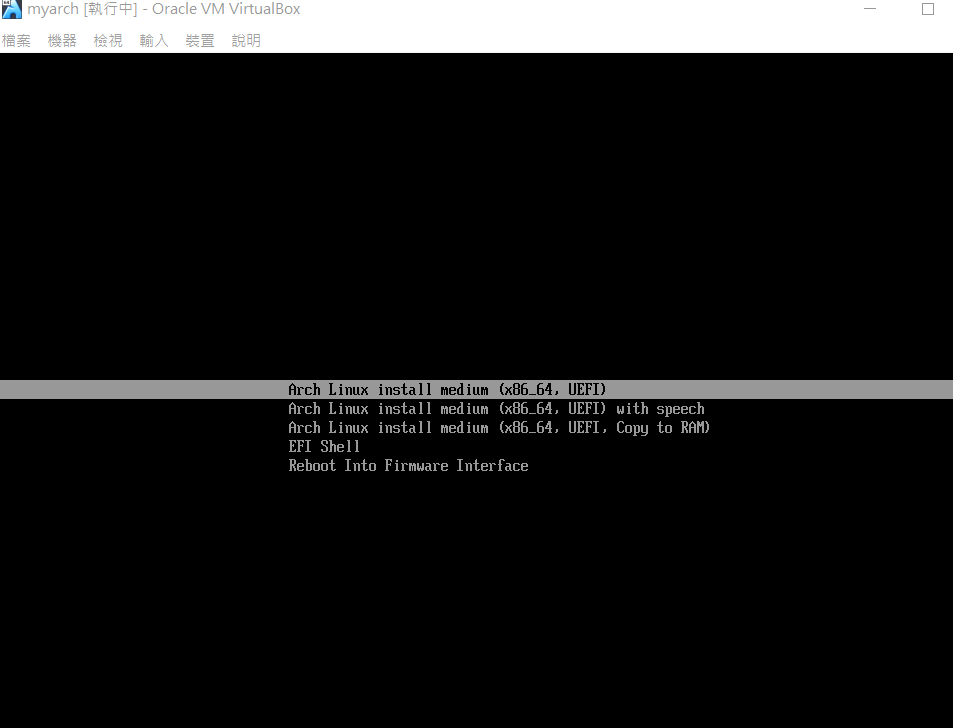 myarch [執行中] - Oracle VM VirtualBox
檔案 機器 檢視 輸入 裝置 說明
Arch Linux install medium (x86_64, UEFI)
Arch Linux install medium (x86_64, UEFI) with speech
Arch Linux install medium (x86_64, UEFI, Copy to RAM)
EFI Shell
Reboot Into Firmware Interface